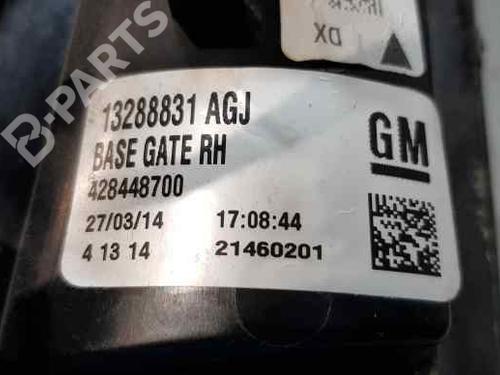 DX
13288831 AGJ
BASE GATE RH
428448700
GM
27/03/14 17:08:44
4 13 14 21460201
B-PARTS